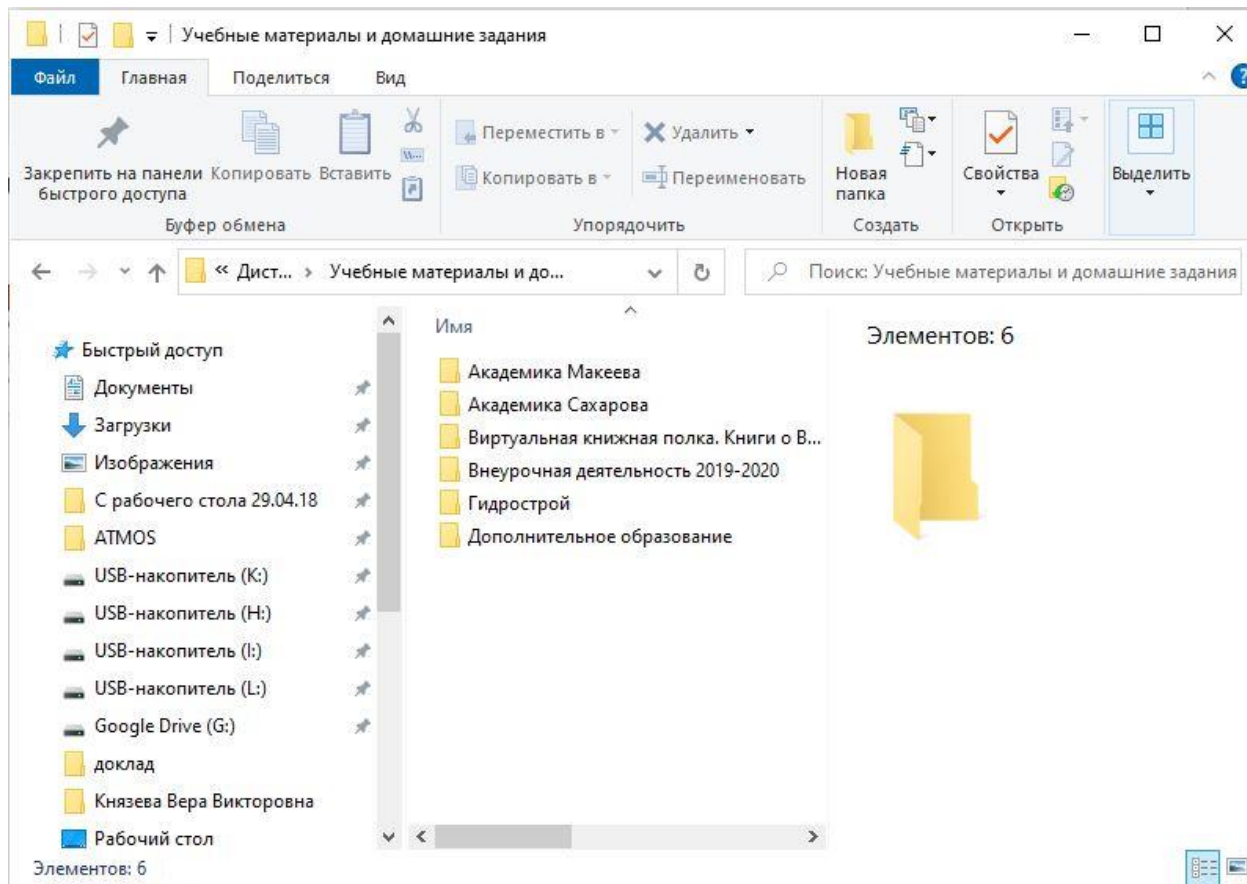 Учебные материалы и домашние задания
Файл Главная Поделиться Вид
Закрепить на панели быстрого доступа
Копировать
Вставить
Переместить в
Копировать в
Удалить
Переименовать
Новая папка
Свойства
Выделить
Буфер обмена
Упорядочить
Создать
Открыть
« Дист... › Учебные материалы и до...
Поиск: Учебные материалы и домашние задания
Быстрый доступ
Документы
Загрузки
Изображения
С рабочего стола 29.04.18
ATMOS
USB-накопитель (K:)
USB-накопитель (H:)
USB-накопитель (I:)
USB-накопитель (L:)
Google Drive (G:)
доклад
Князева Вера Викторовна
Рабочий стол
Имя
Академика Макеева
Академика Сахарова
Виртуальная книжная полка. Книги о В...
Внеурочная деятельность 2019-2020
Гидрострой
Дополнительное образование
Элементов: 6
Элементов: 6